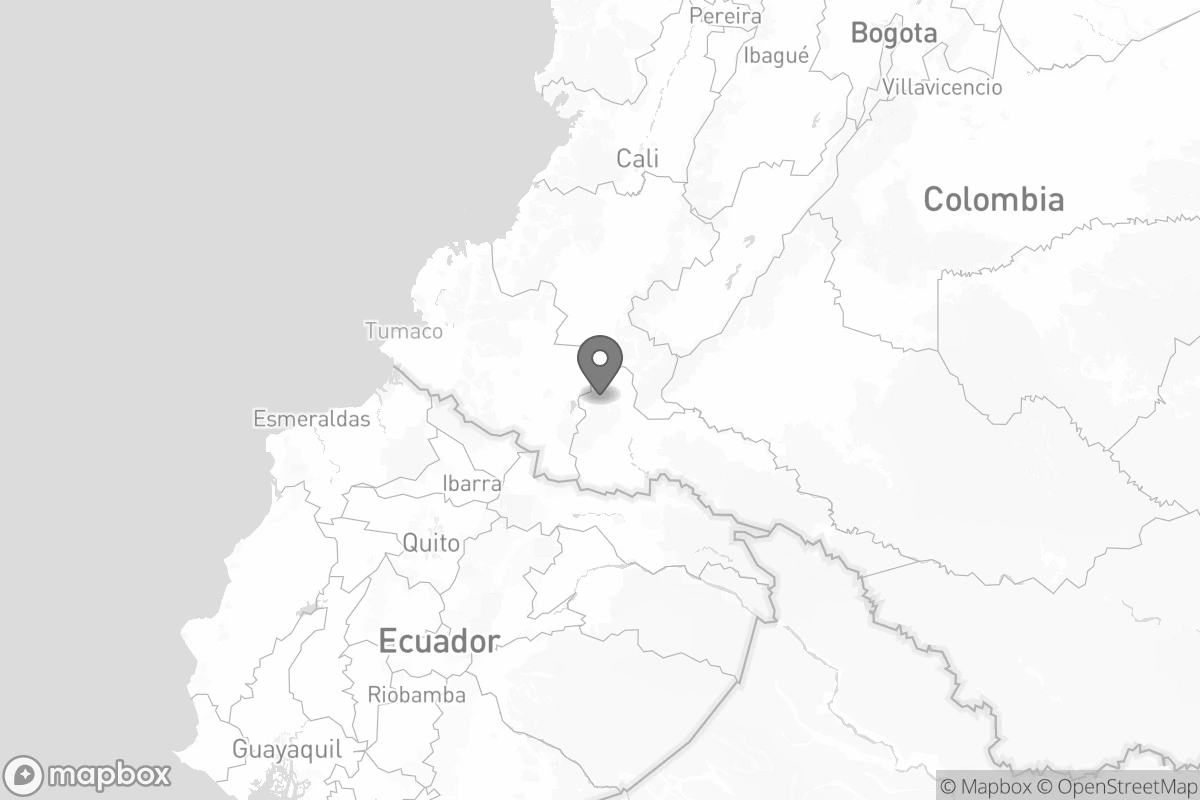 Pereira
Bogota
Ibagué
Villavicencio
Cali
Colombia
Tumaco
Esmeraldas
Ibarra
Quito
Ecuador
Riobamba
Guayaquil
mapbox
© Mapbox © OpenStreetMap